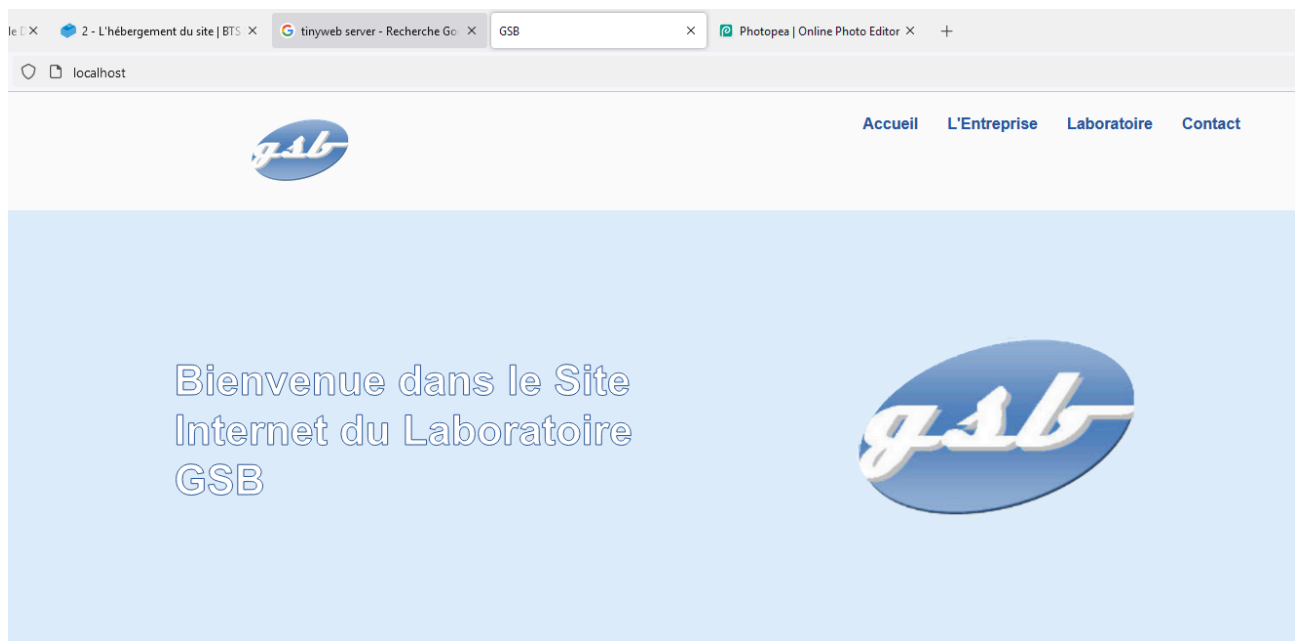 2 - L'hébergement du site | BTS
tinyweb server - Recherche Go
GSB
Photopea | Online Photo Editor
localhost
gsb
Accueil
L'Entreprise
Laboratoire
Contact
Bienvenue dans le Site
Internet du Laboratoire
GSB
gsb